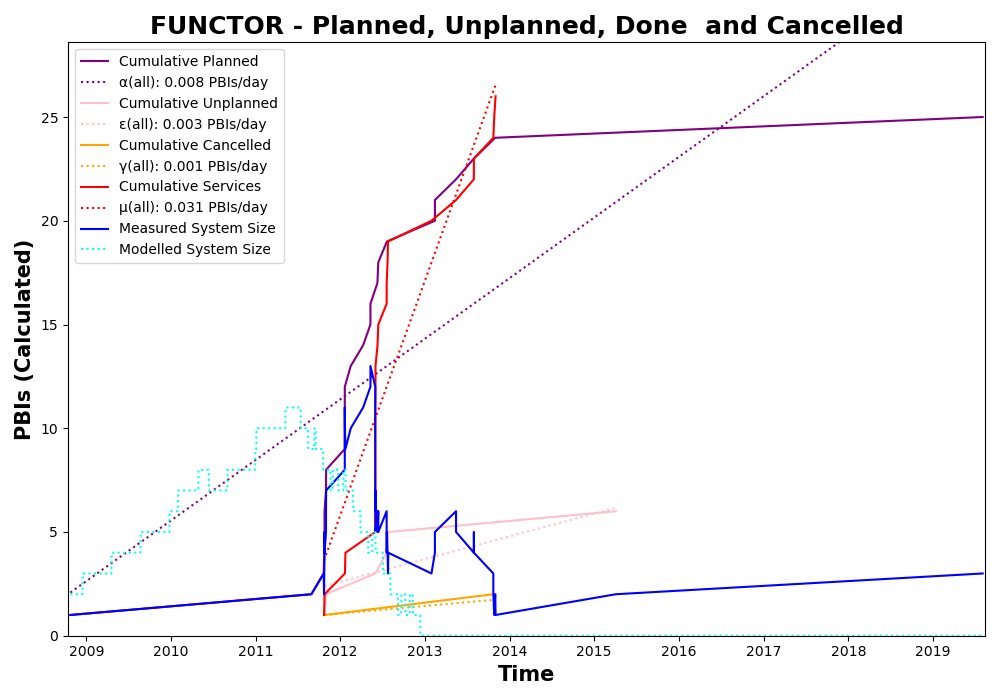 FUNCTOR - Planned, Unplanned, Done  and Cancelled
Cumulative Planned
α(all): 0.008 PBIs/day
Cumulative Unplanned
ε(all): 0.003 PBIs/day
Cumulative Cancelled
γ(all): 0.001 PBIs/day
Cumulative Services
μ(all): 0.031 PBIs/day
Measured System Size
Modelled System Size
PBIs (Calculated)
25
20
15
10
5
0
2009 2010 2011 2012 2013 2014 2015 2016 2017 2018 2019
Time